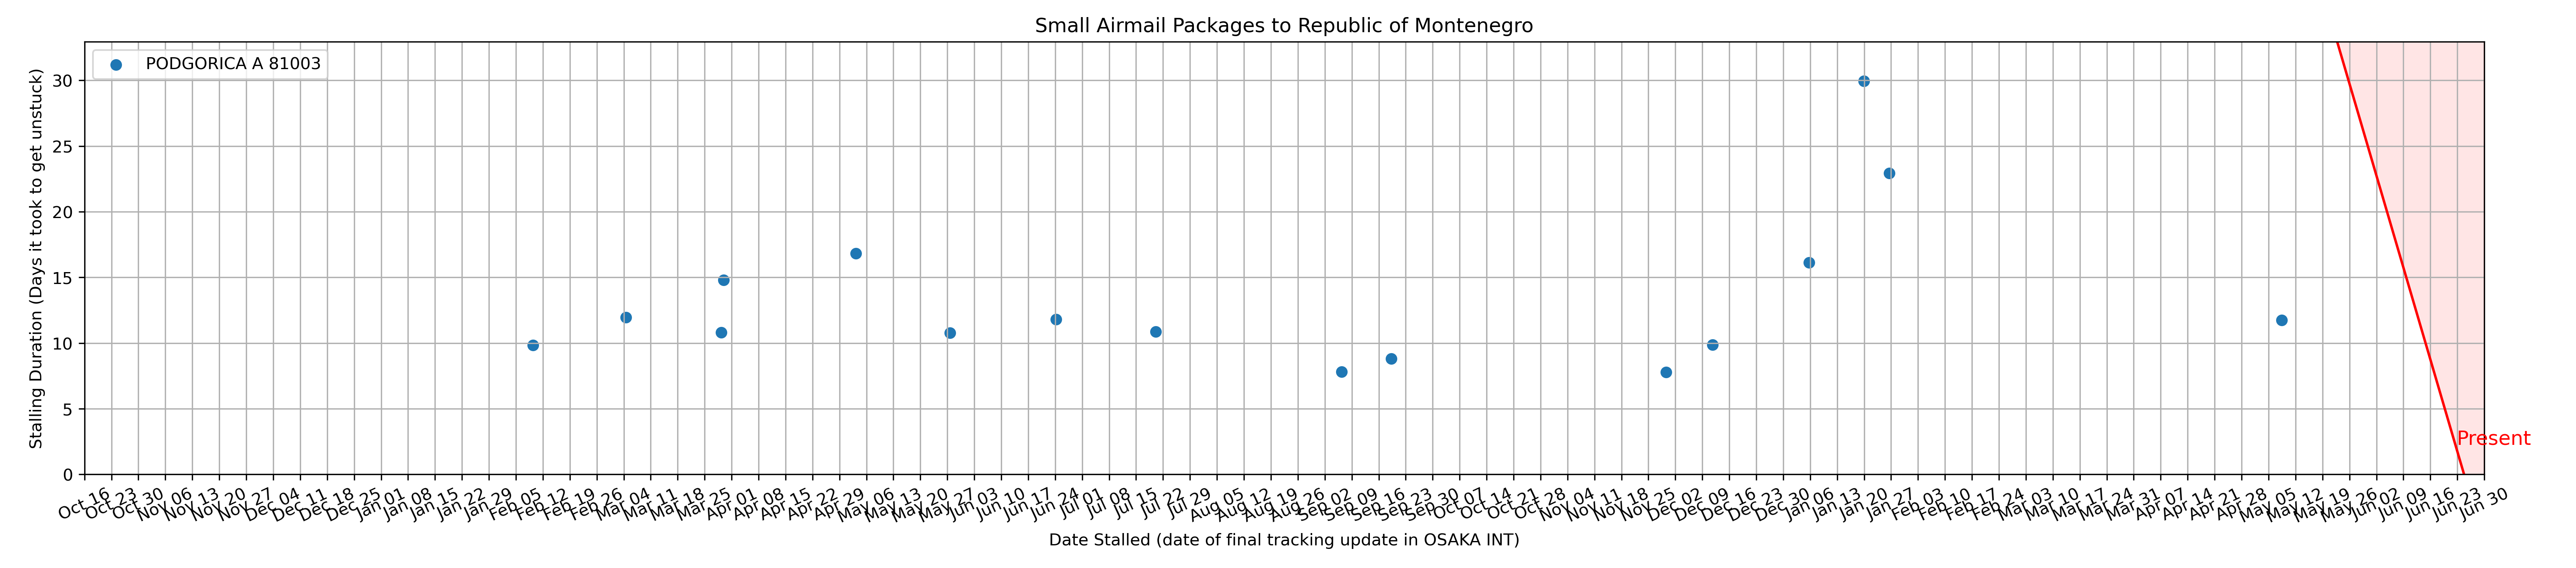 Small Airmail Packages to Republic of Montenegro
PODGORICA A 81003
Stalling Duration (Days it took to get unstuck)
30
25
20
15
10
5
0
Present
Oct 16
Oct 23
Oct 30
Nov 06
Nov 13
Nov 20
Nov 27
Dec 04
Dec 11
Dec 18
Dec 25
Jan 01
Jan 08
Jan 15
Jan 22
Jan 29
Feb 05
Feb 12
Feb 19
Feb 26
Mar 04
Mar 11
Mar 18
Mar 25
Apr 01
Apr 08
Apr 15
Apr 22
Apr 29
May 06
May 13
May 20
May 27
Jun 03
Jun 10
Jun 17
Jun 24
Jul 01
Jul 08
Jul 15
Jul 22
Jul 29
Aug 05
Aug 12
Aug 19
Aug 26
Sep 02
Sep 09
Sep 16
Sep 23
Sep 30
Oct 07
Oct 14
Oct 21
Oct 28
Nov 04
Nov 11
Nov 18
Nov 25
Dec 02
Dec 09
Dec 16
Dec 23
Dec 30
Jan 06
Jan 13
Jan 20
Jan 27
Feb 03
Feb 10
Feb 17
Feb 24
Mar 03
Mar 10
Mar 17
Mar 24
Mar 31
Apr 07
Apr 14
Apr 21
Apr 28
May 05
May 12
May 19
May 26
Jun 02
Jun 09
Jun 16
Jun 23
Jun 30
Date Stalled (date of final tracking update in OSAKA INT)